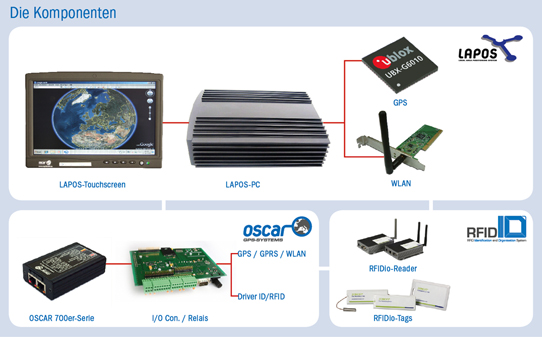 Die Komponenten
ublox
UBX-G6010
LAPOS
GPS
LAPOS-Touchscreen
LAPOS-PC
WLAN
oscar
GPS-SYSTEMS
GPS / GPRS / WLAN
Driver ID/RFID
OSCAR 700er-Serie
I/O Con. / Relais
RFIDIO
RFIDIo-Reader
RFIDIo-Tags